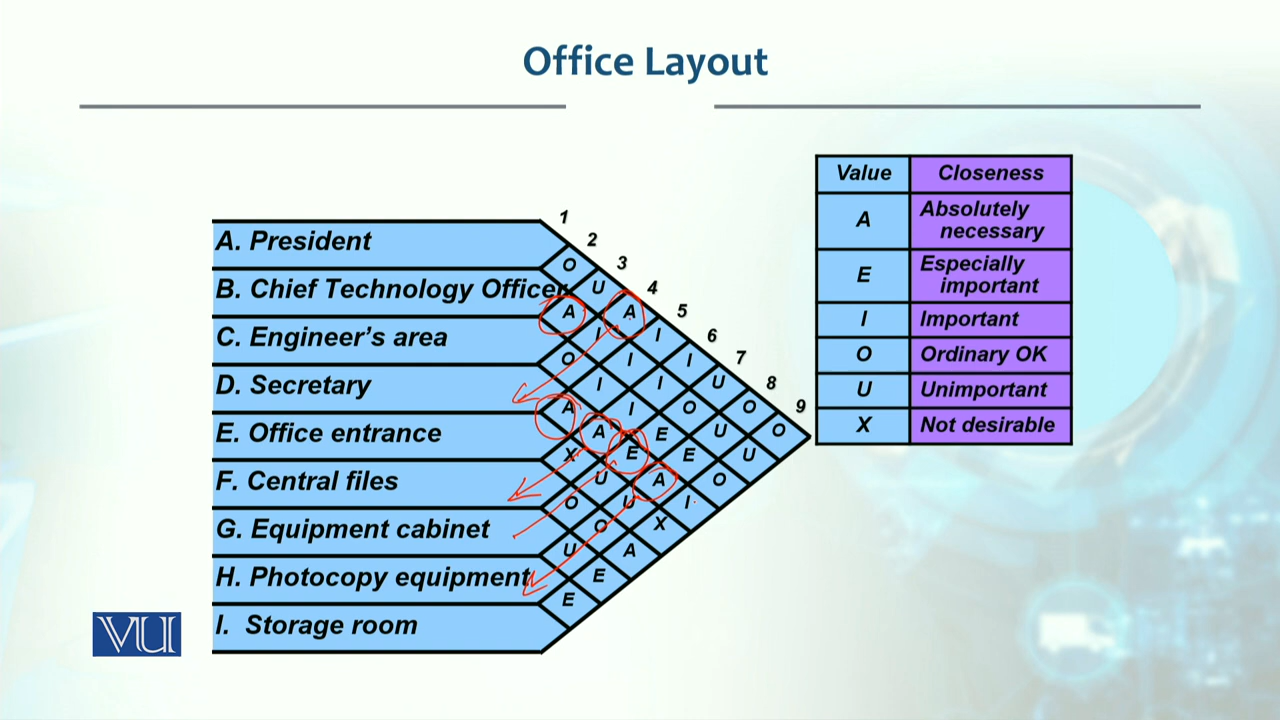 Office Layout
1
2
A. President
O 3
B. Chief Technology Officer U 4
A A 5
C. Engineer's area I I 6
O I I 7
D. Secretary I I U 8
A I O O 9
E. Office entrance A E U O
X E E U
F. Central files U A O
O U I
G. Equipment cabinet O X
U A
H. Photocopy equipment E
E
I. Storage room
Value Closeness
A Absolutely
necessary
E Especially
important
I Important
O Ordinary OK
U Unimportant
X Not desirable
VU